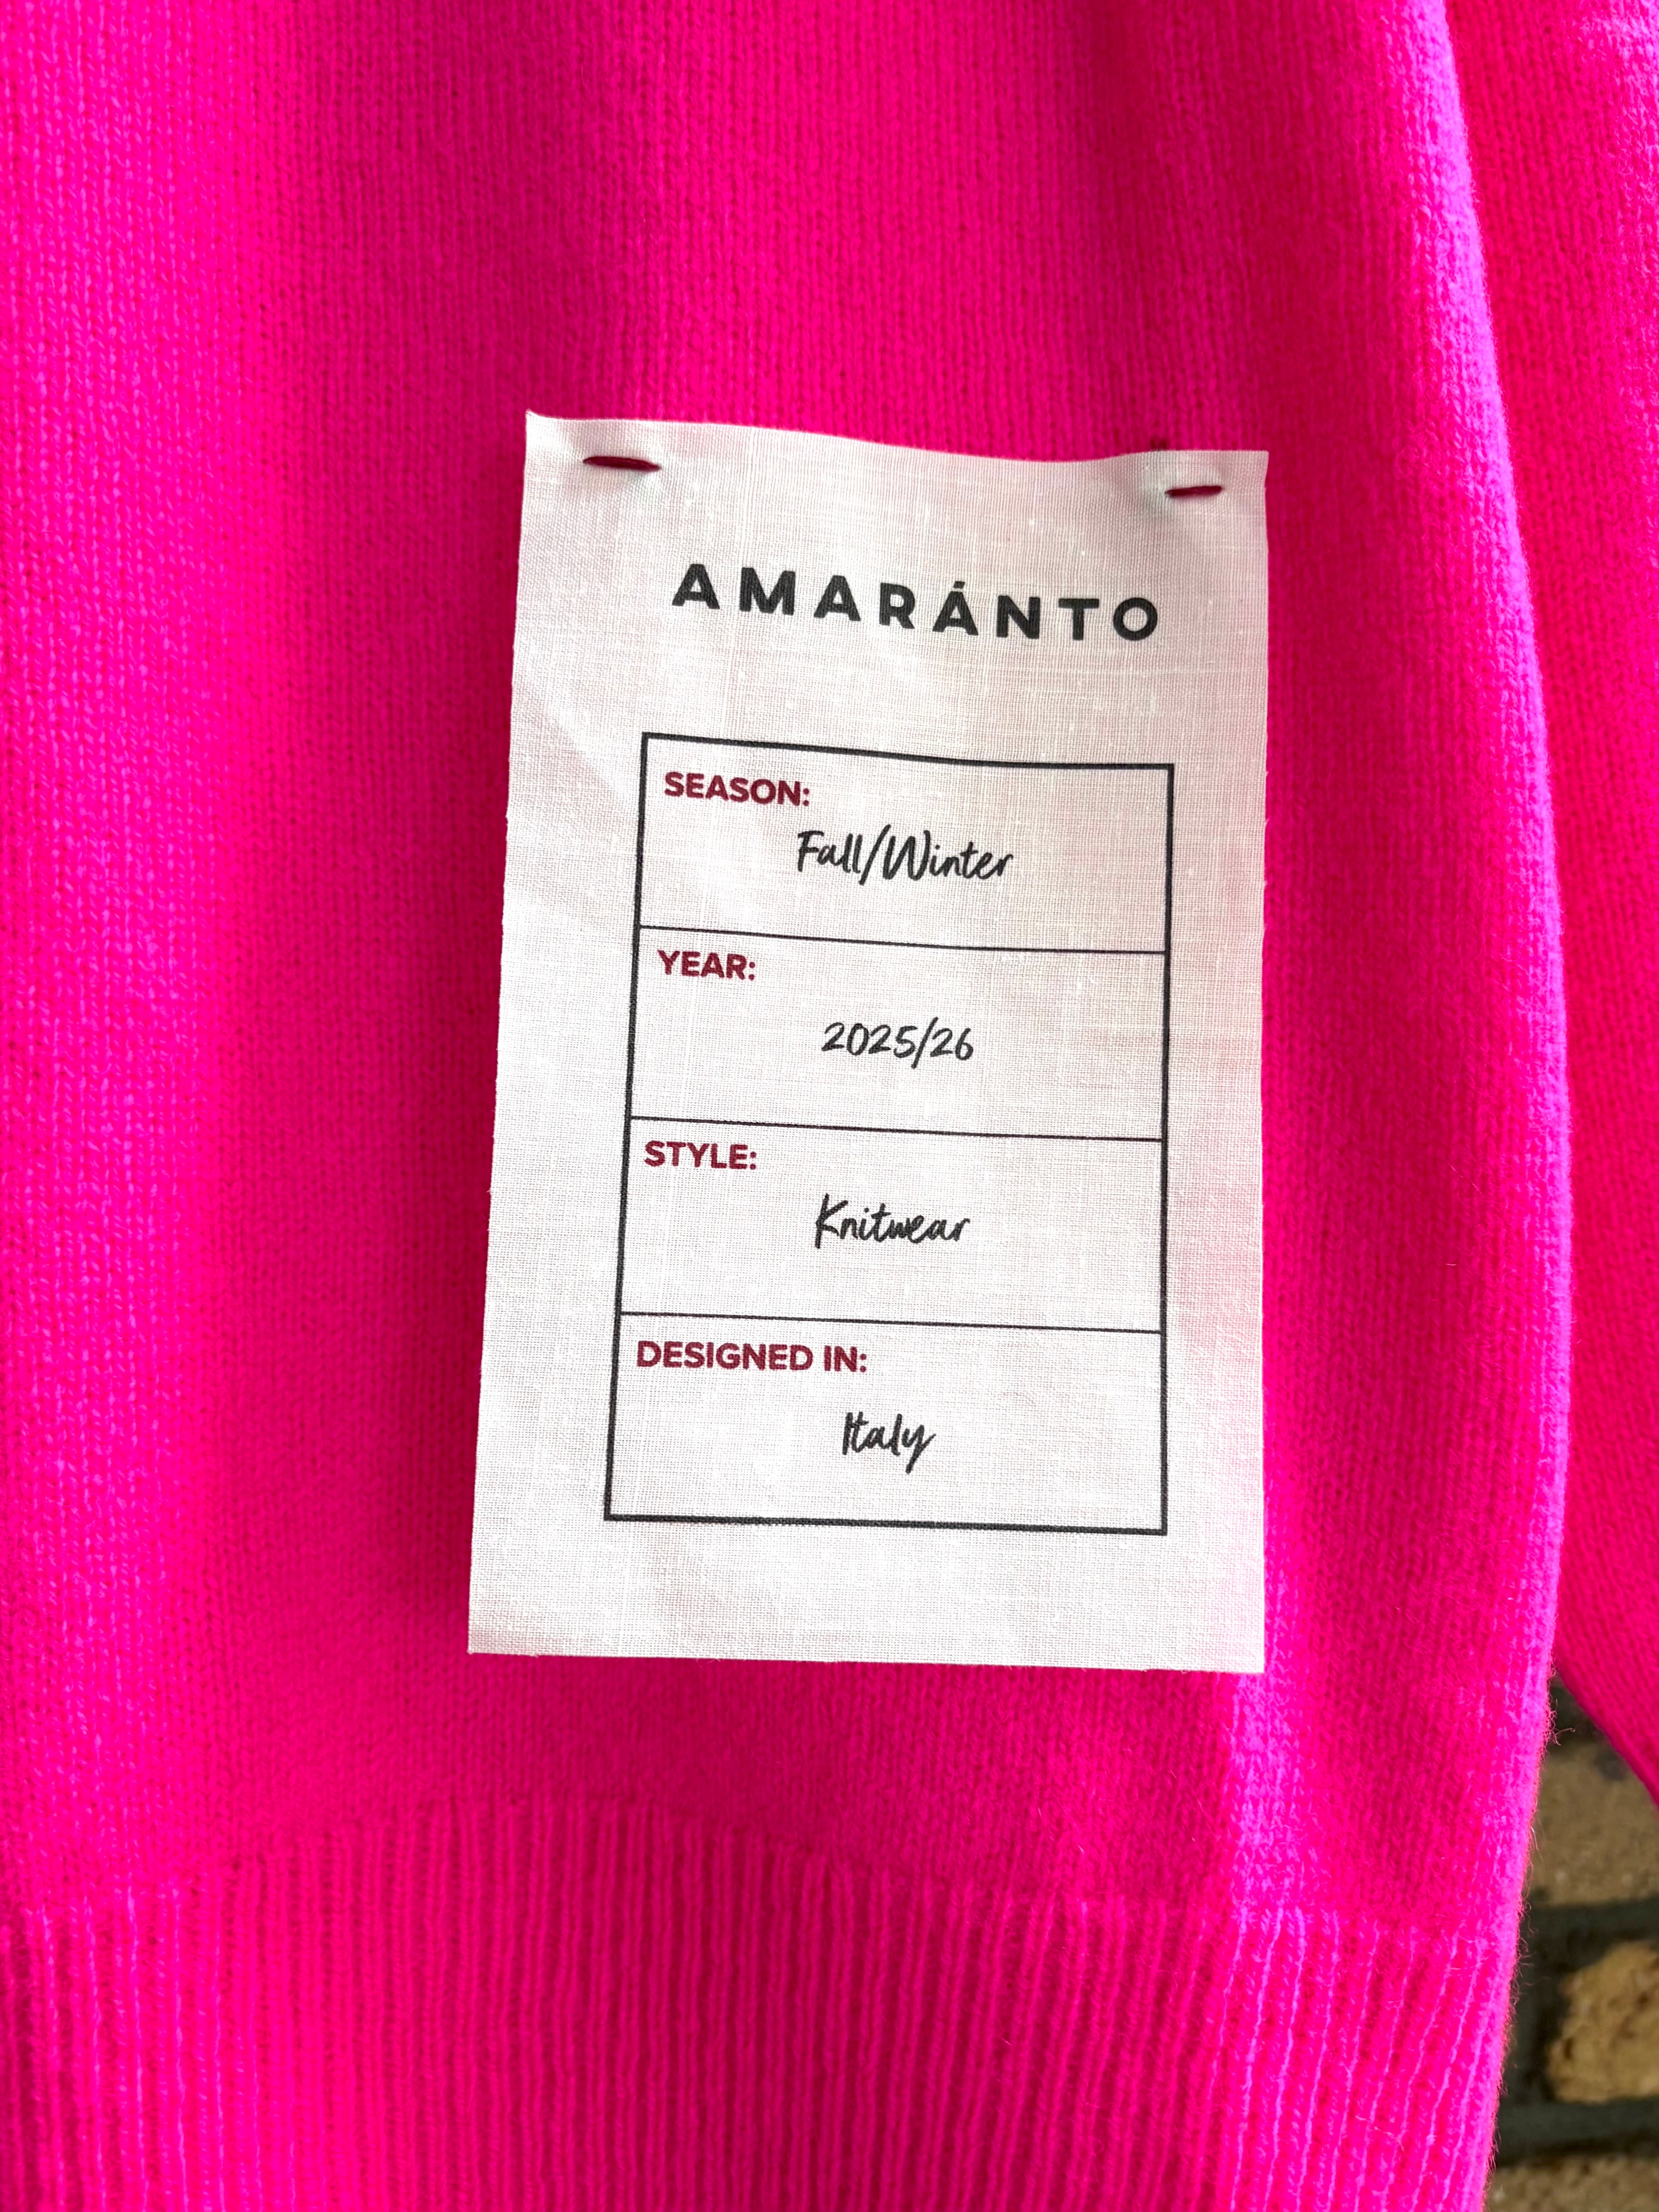 AMARÁNTO
SEASON:
Fall/Winter
YEAR:
2025/26
STYLE:
Knitwear
DESIGNED IN:
Italy